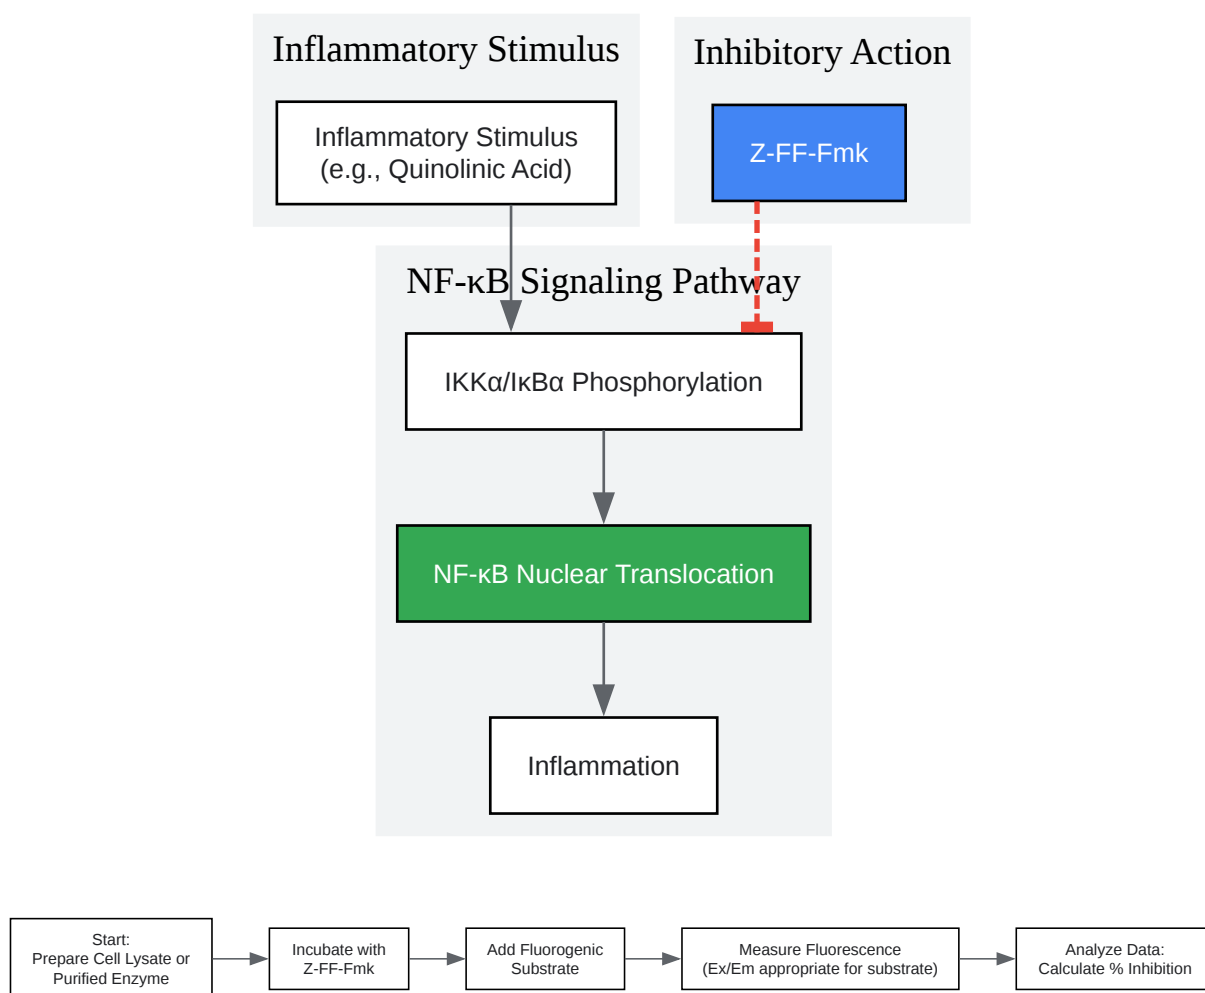 Inflammatory Stimulus
Inflammatory Stimulus
(e.g., Quinolinic Acid)
Inhibitory Action
Z-FF-Fmk
NF-κB Signaling Pathway
IKKα/IκBα Phosphorylation
NF-κB Nuclear Translocation
Inflammation
Start:
Prepare Cell Lysate or
Purified Enzyme
Incubate with
Z-FF-Fmk
Add Fluorogenic
Substrate
Measure Fluorescence
(Ex/Em appropriate for substrate)
Analyze Data:
Calculate % Inhibition